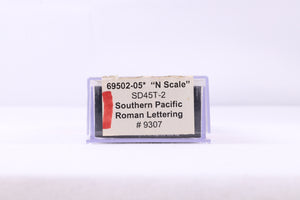 69502-05* "N Scale"
SD45T-2
Southern Pacific
Roman Lettering
# 9307